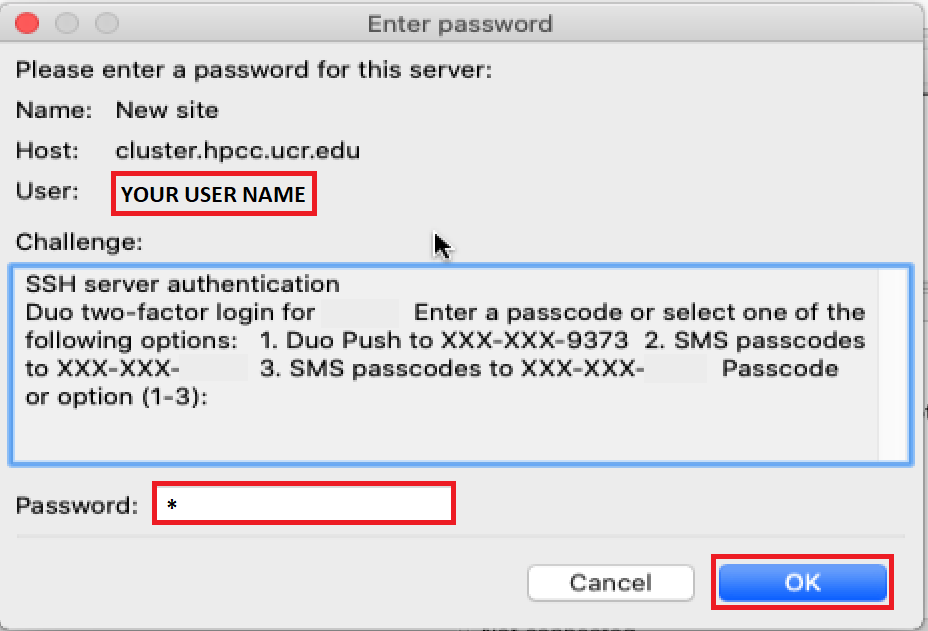 Enter password
Please enter a password for this server:
Name: New site
Host: cluster.hpcc.ucr.edu
User: YOUR USER NAME
Challenge:
SSH server authentication
Duo two-factor login for Enter a passcode or select one of the
following options: 1. Duo Push to XXX-XXX-9373 2. SMS passcodes
to XXX-XXX- 3. SMS passcodes to XXX-XXX- Passcode
or option (1-3):
Password: *
Cancel OK